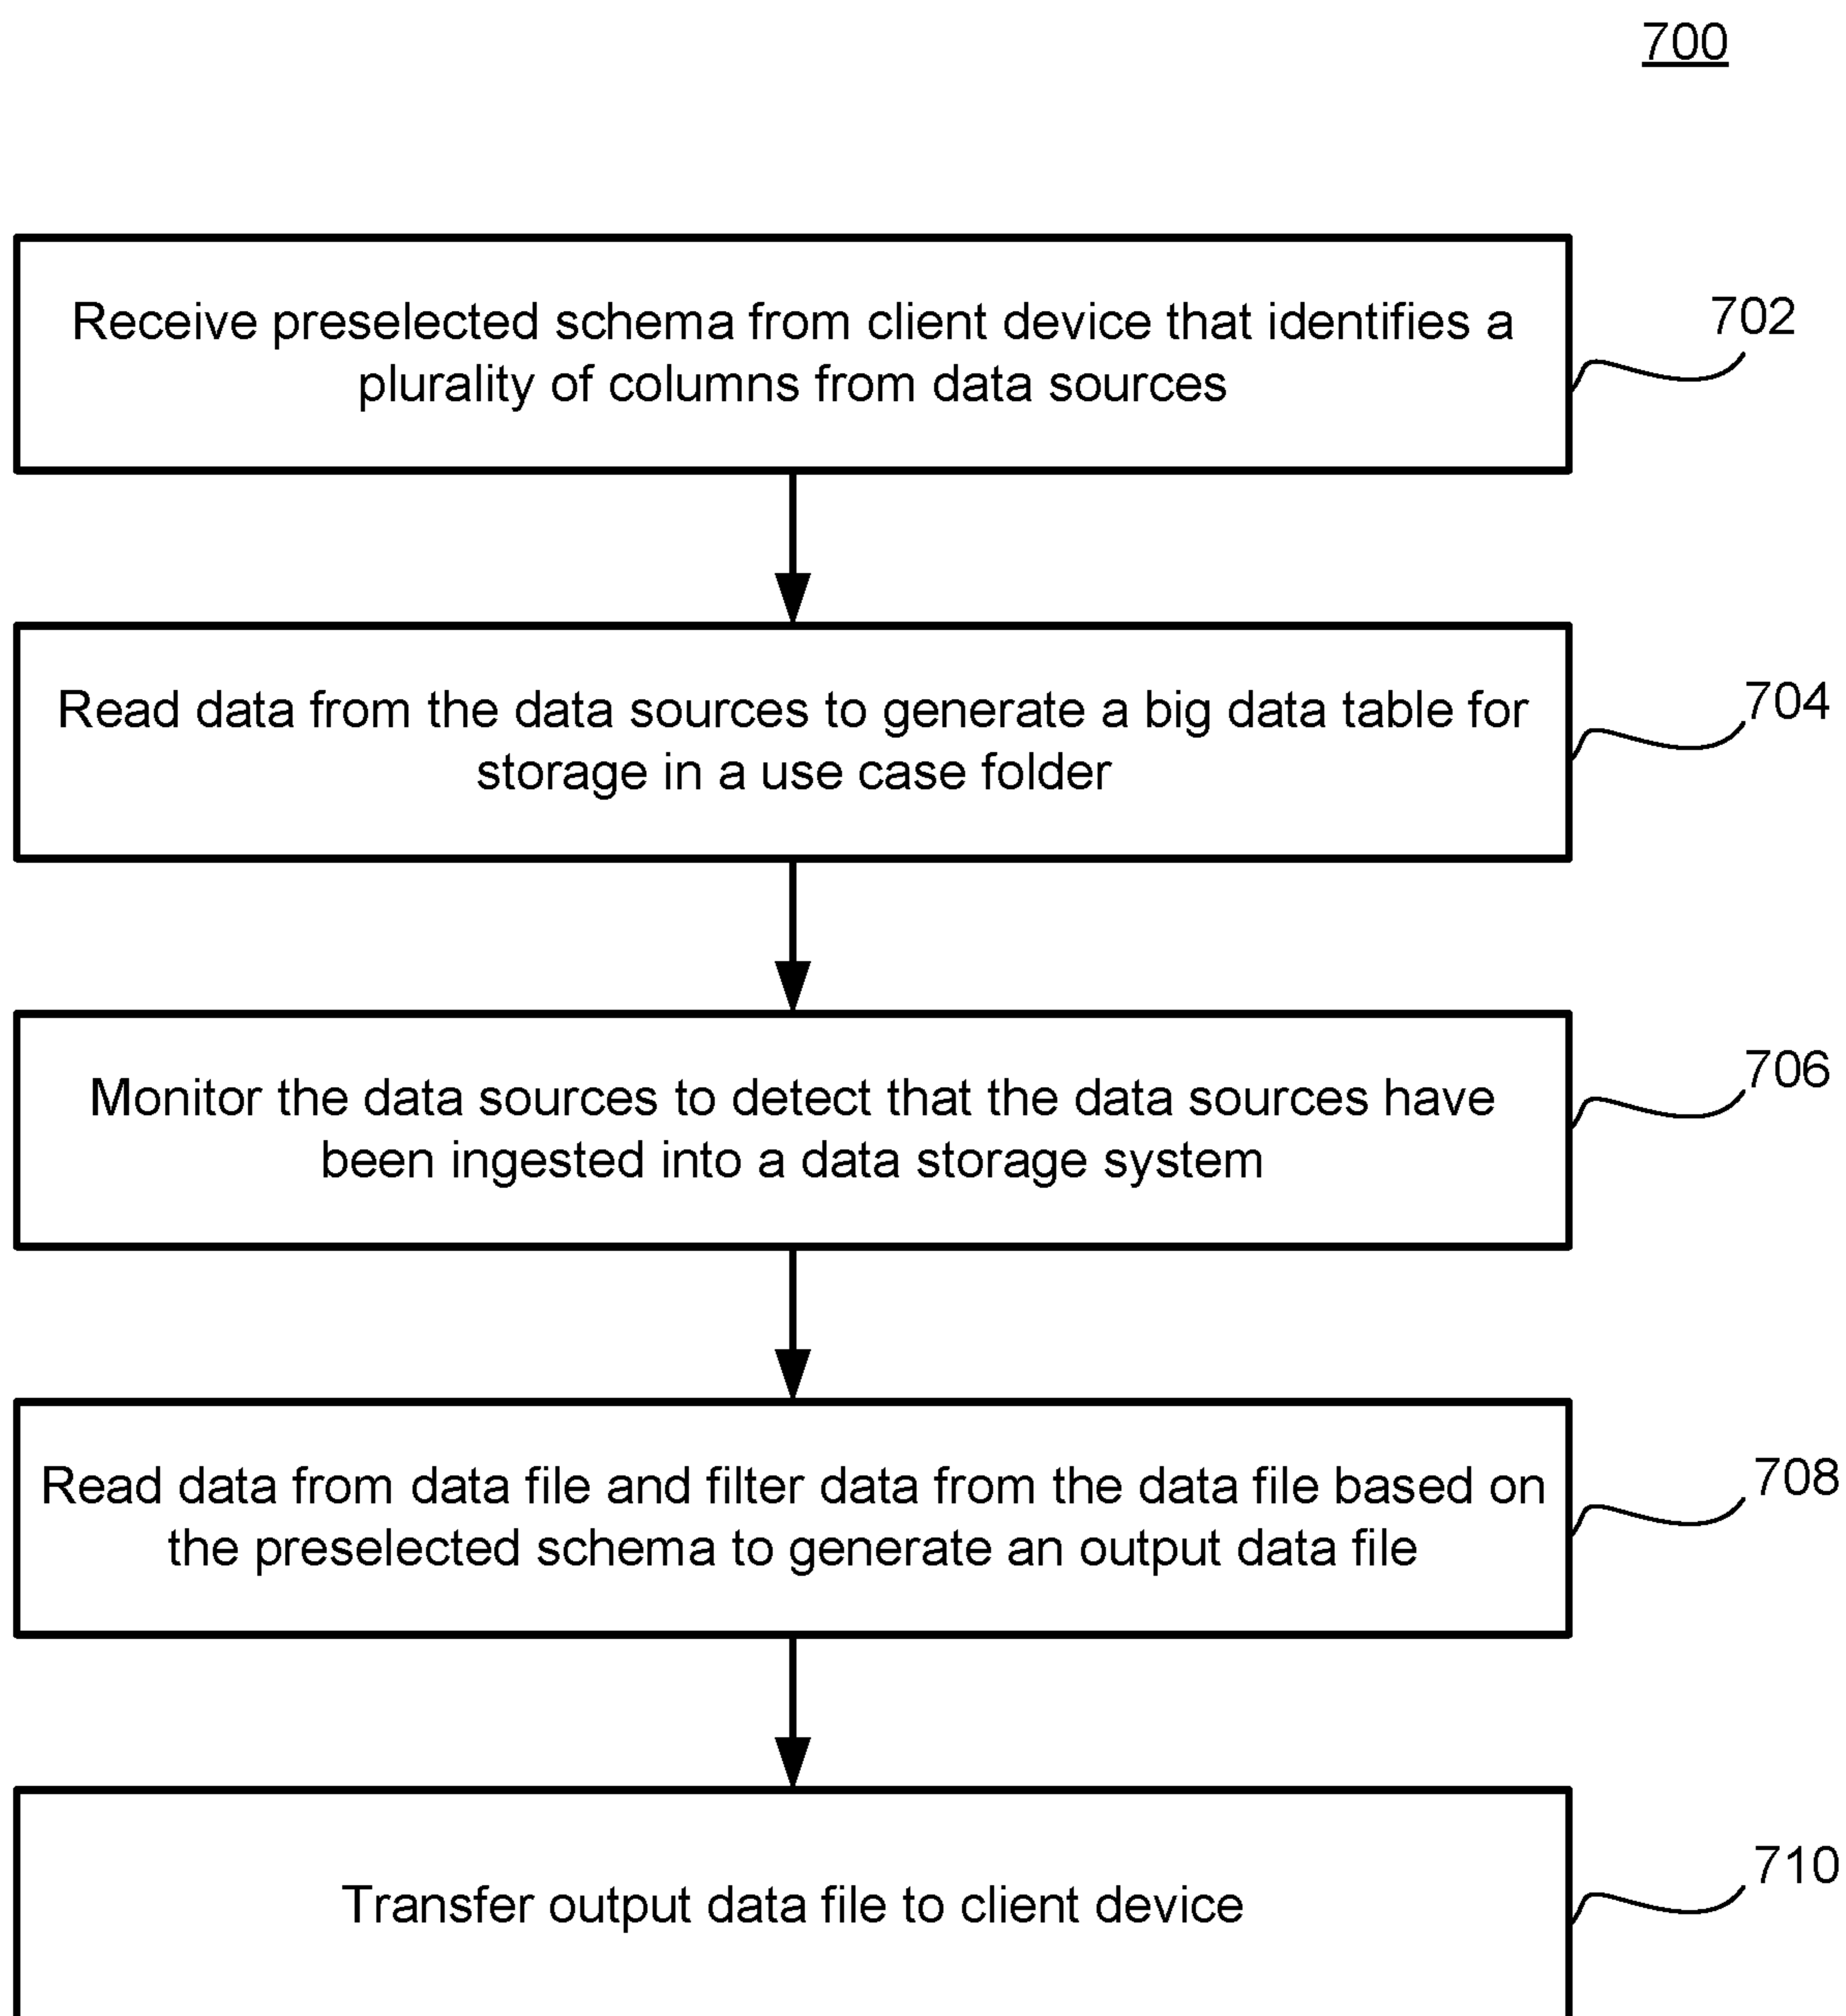 700
Receive preselected schema from client device that identifies a
plurality of columns from data sources
702
Read data from the data sources to generate a big data table for
storage in a use case folder
704
Monitor the data sources to detect that the data sources have
been ingested into a data storage system
706
Read data from data file and filter data from the data file based on
the preselected schema to generate an output data file
708
Transfer output data file to client device
710